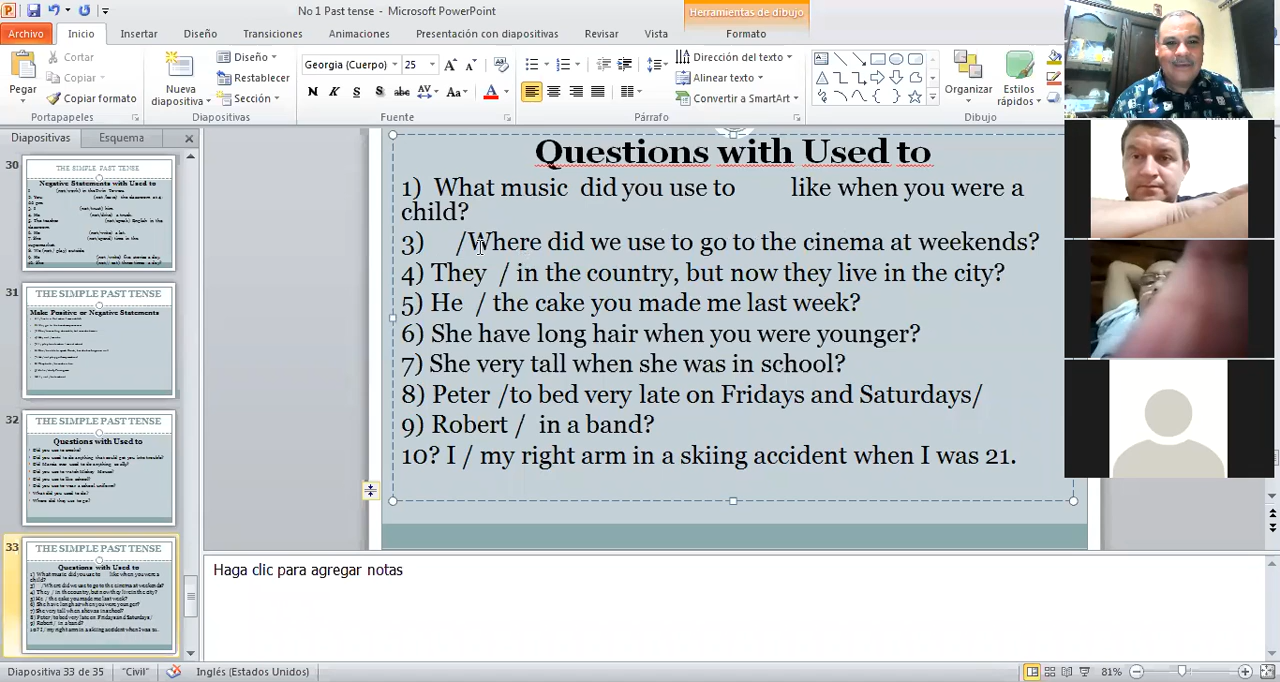 No 1 Past tense - Microsoft PowerPoint
Herramientas de dibujo
Archivo Inicio Insertar Diseño Transiciones Animaciones Presentación con diapositivas Revisar Vista Formato
Pegar
Cortar
Copiar
Copiar formato
Portapapeles
Nueva diapositiva
Diseño
Restablecer
Sección
Diapositivas
Georgia (Cuerpo) 25
N K S S abc AV Aa A
Fuente
Párrafo
Dirección del texto
Alinear texto
Convertir a SmartArt
Organizar
Estilos rápidos
Dibujo
Diapositivas Esquema
30
THE SIMPLE PAST TENSE
Negative Statements with Used to
31
THE SIMPLE PAST TENSE
Make Positive or Negative Statements
32
THE SIMPLE PAST TENSE
Questions with Used to
33
THE SIMPLE PAST TENSE
Questions with Used to
Questions with Used to
1) What music did you use to like when you were a
child?
3) /Where did we use to go to the cinema at weekends?
4) They / in the country, but now they live in the city?
5) He / the cake you made me last week?
6) She have long hair when you were younger?
7) She very tall when she was in school?
8) Peter /to bed very late on Fridays and Saturdays/
9) Robert / in a band?
10? I / my right arm in a skiing accident when I was 21.
Haga clic para agregar notas
Diapositiva 33 de 35 "Civil" Inglés (Estados Unidos) 81%